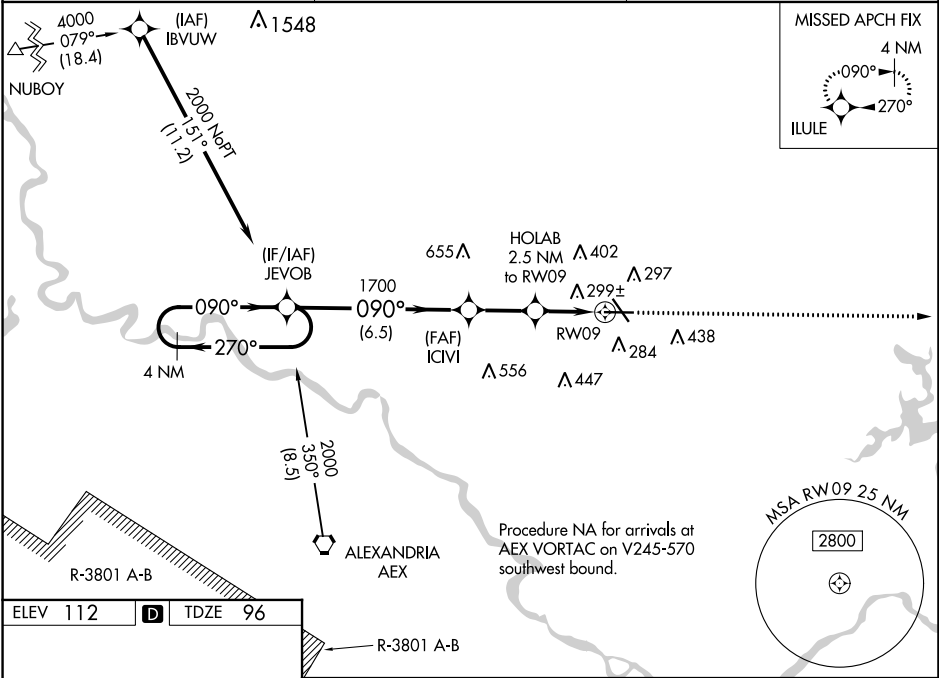 4000
079°
(18.4)
NUBOY
(IAF)
IBVUW
1548
2000 NoPT
151°
(11.2)
MISSED APCH FIX
4 NM
090°
270°
ILULE
(IF/IAF)
JEVOB
090°
270°
4 NM
1700
090°
(6.5)
655
(FAF)
ICIVI
HOLAB
2.5 NM
to RW09
402
299±
297
RW09
284
438
556
447
2000
350°
(8.5)
ALEXANDRIA
AEX
Procedure NA for arrivals at
AEX VORTAC on V245-570
southwest bound.
MSA RW09 25 NM
2800
R-3801 A-B
R-3801 A-B
ELEV 112 D TDZE 96